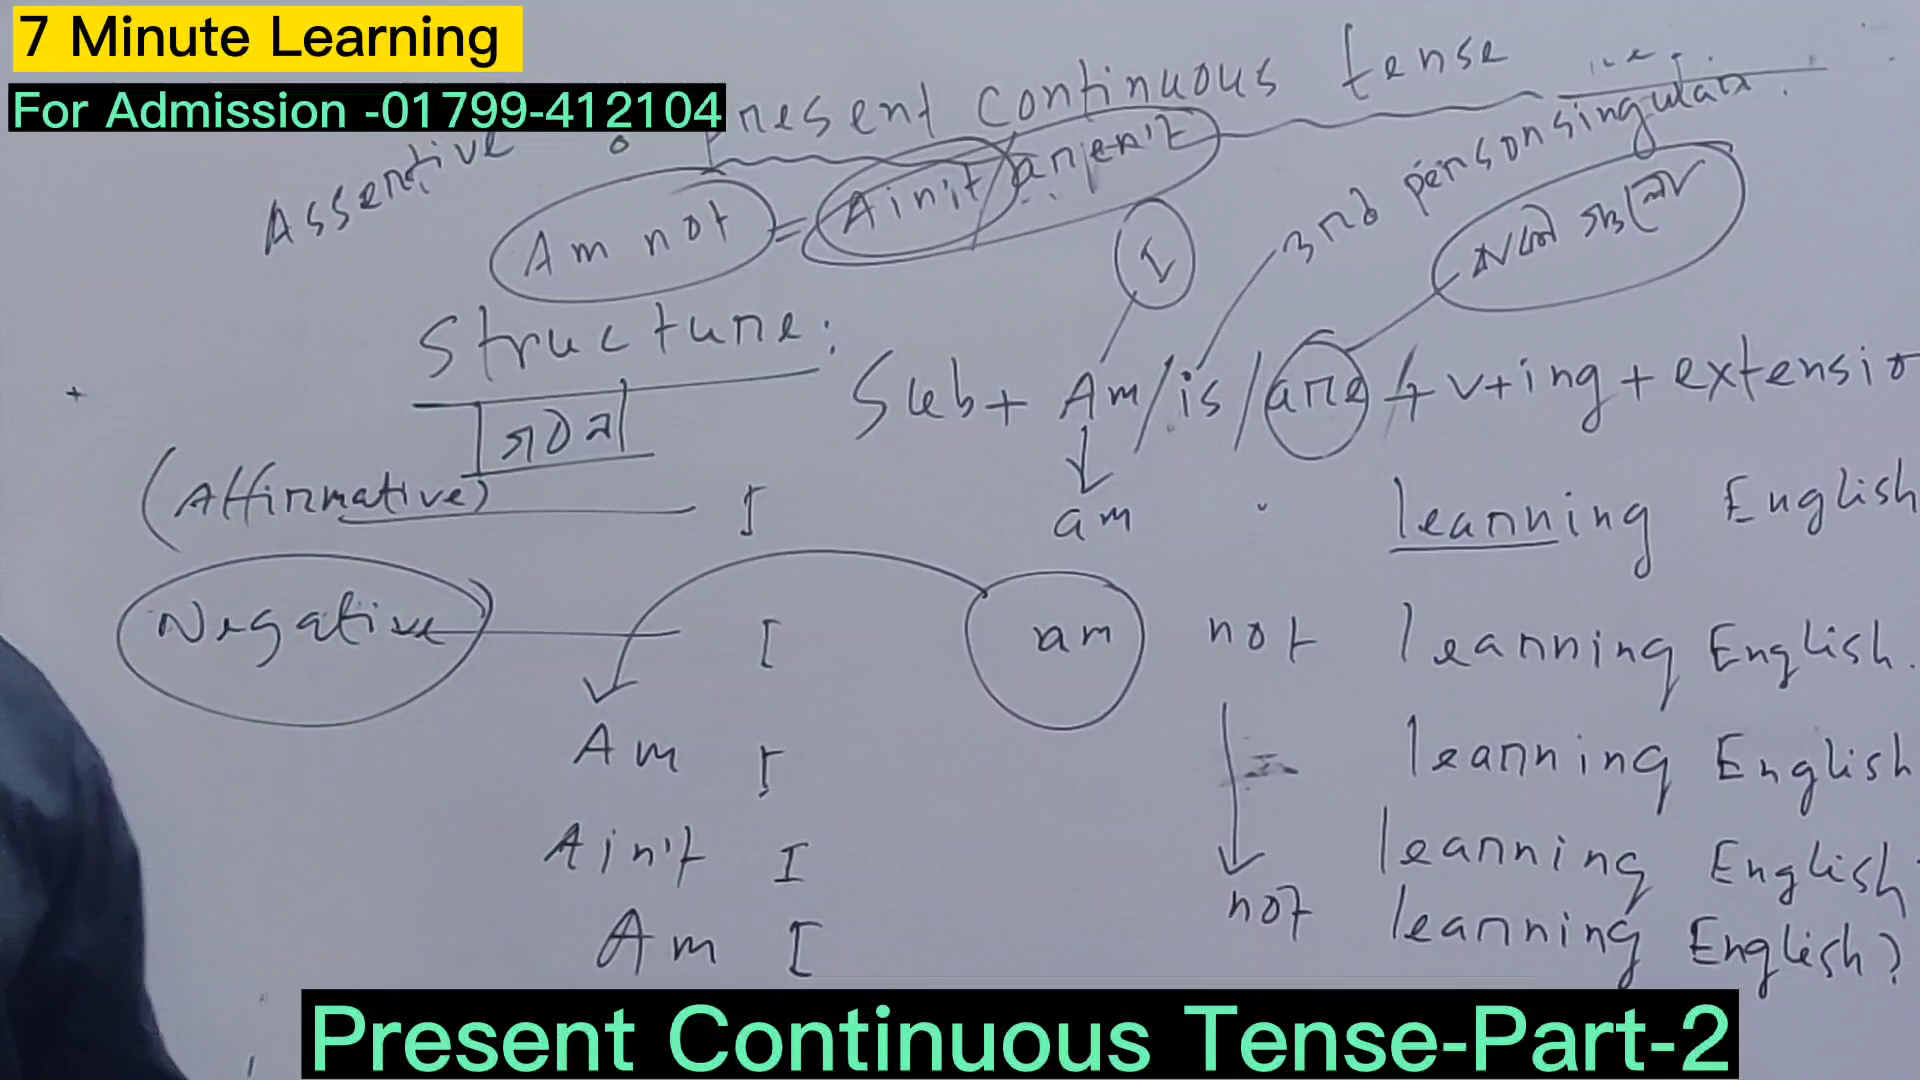 7 Minute Learning
For Admission -01799-412104
Assertive : present continuous tense
3rd person singular
Am not = Ain't / aren't
I
Structure:
গঠন
Sub + Am / is / are + v+ing + extensio
(Affirmative) I am learning English
Negative I am not learning English.
Am I learning English
Ain't I learning English
Am I not learning English?
Present Continuous Tense-Part-2